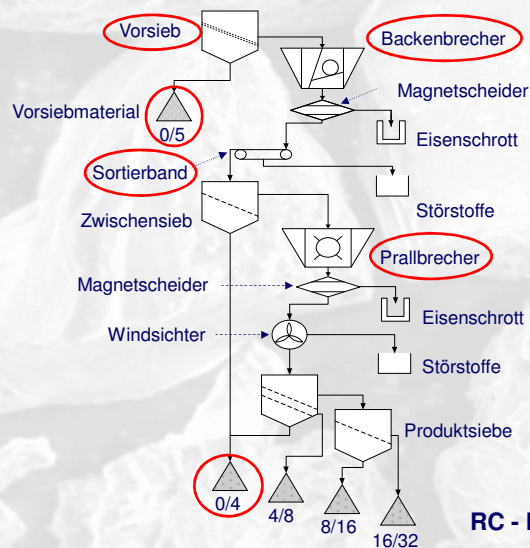 Vorsieb
Backenbrecher
Magnetscheider
Vorsiebmaterial
0/5
Eisenschrott
Sortierband
Störstoffe
Zwischensieb
Prallbrecher
Magnetscheider
Eisenschrott
Windsichter
Störstoffe
Produktsiebe
0/4
4/8
8/16
16/32
RC -